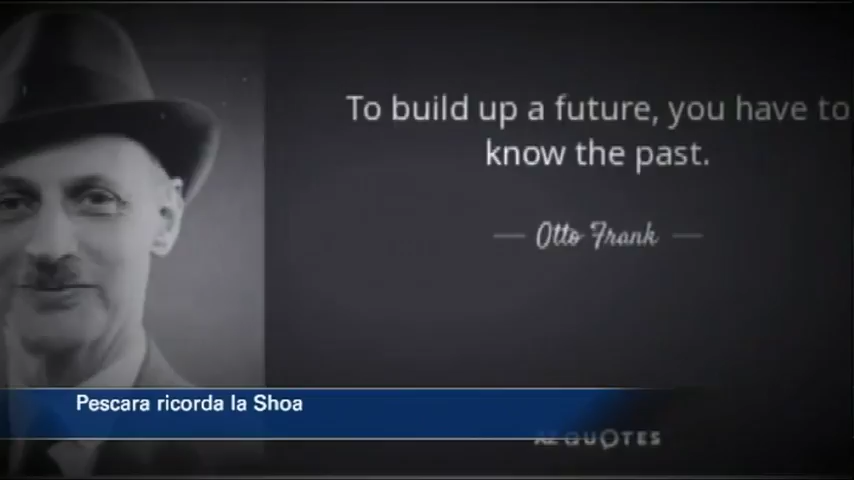 To build up a future, you have to
know the past.
— Otto Frank —
Pescara ricorda la Shoa
AZ QUOTES